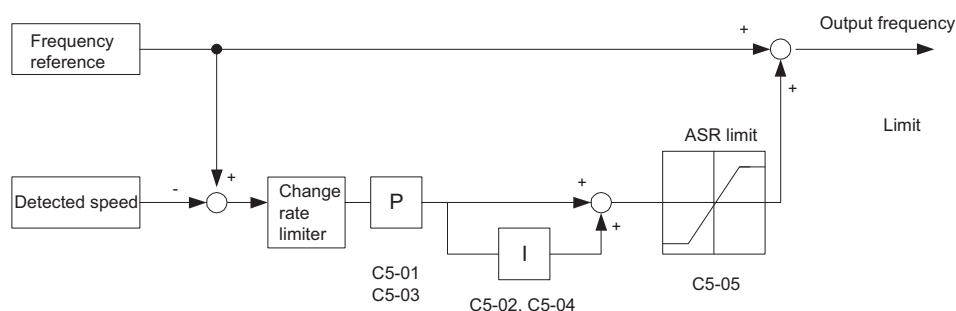 Frequency
reference
+
Output frequency
+
Limit
ASR limit
Detected speed
-
+
Change
rate
limiter
P
+
+
I
C5-01
C5-03
C5-02, C5-04
C5-05